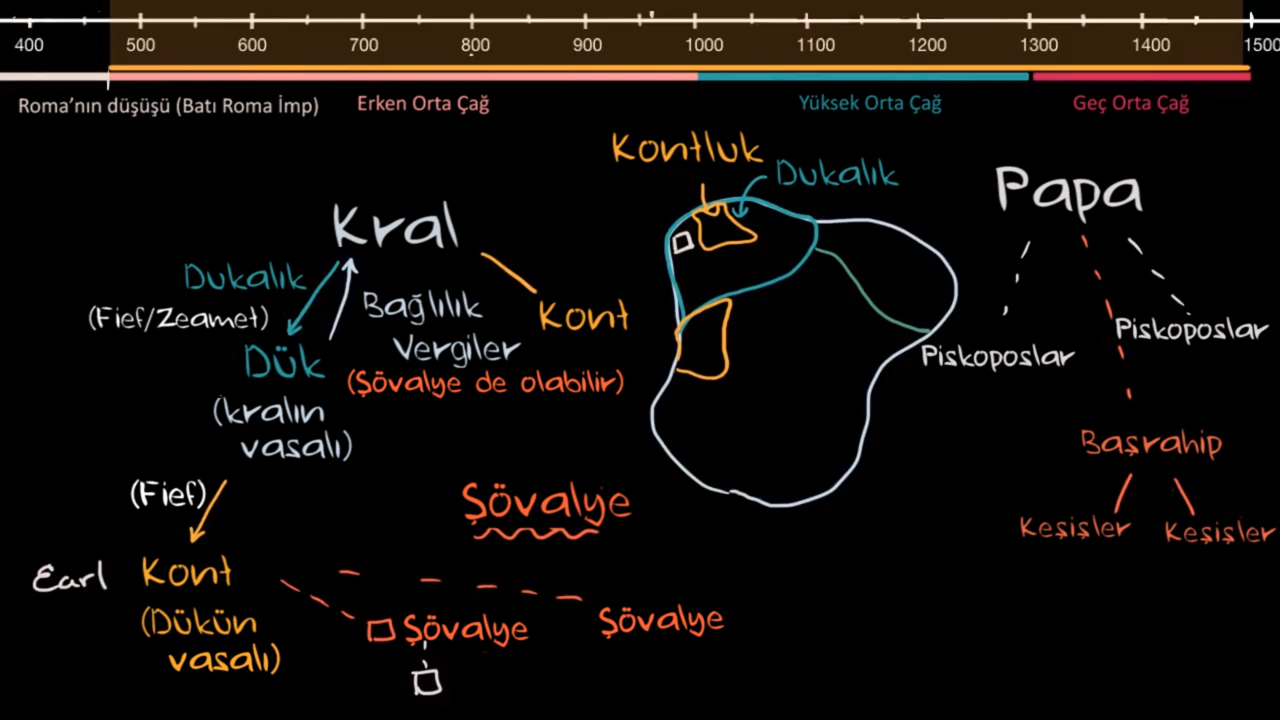 400 500 600 700 800 900 1000 1100 1200 1300 1400 1500
Roma'nın düşüşü (Batı Roma İmp) Erken Orta Çağ Yüksek Orta Çağ Geç Orta Çağ
Kontluk
Dukalık
Papa
Kral
Dukalık
(Fief/Zeamet)
Bağlılık
Vergiler
Kont
Dük
(Şövalye de olabilir)
(kralın
vasalı)
Piskoposlar
Piskoposlar
Başrahip
Keşişler Keşişler
(Fief)
Şövalye
Earl Kont
(Dükün
vasalı)
Şövalye
Şövalye